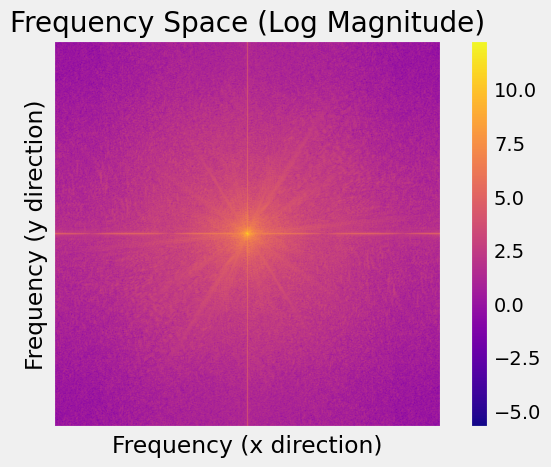 Frequency Space (Log Magnitude)
Frequency (y direction)
Frequency (x direction)
10.0
7.5
5.0
2.5
0.0
−2.5
−5.0